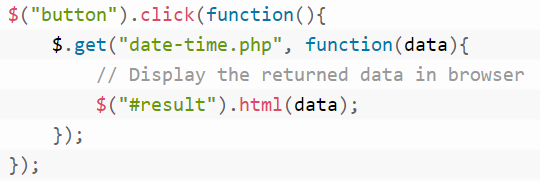 $("button").click(function(){
    $.get("date-time.php", function(data){
        // Display the returned data in browser
        $("#result").html(data);
    });
});